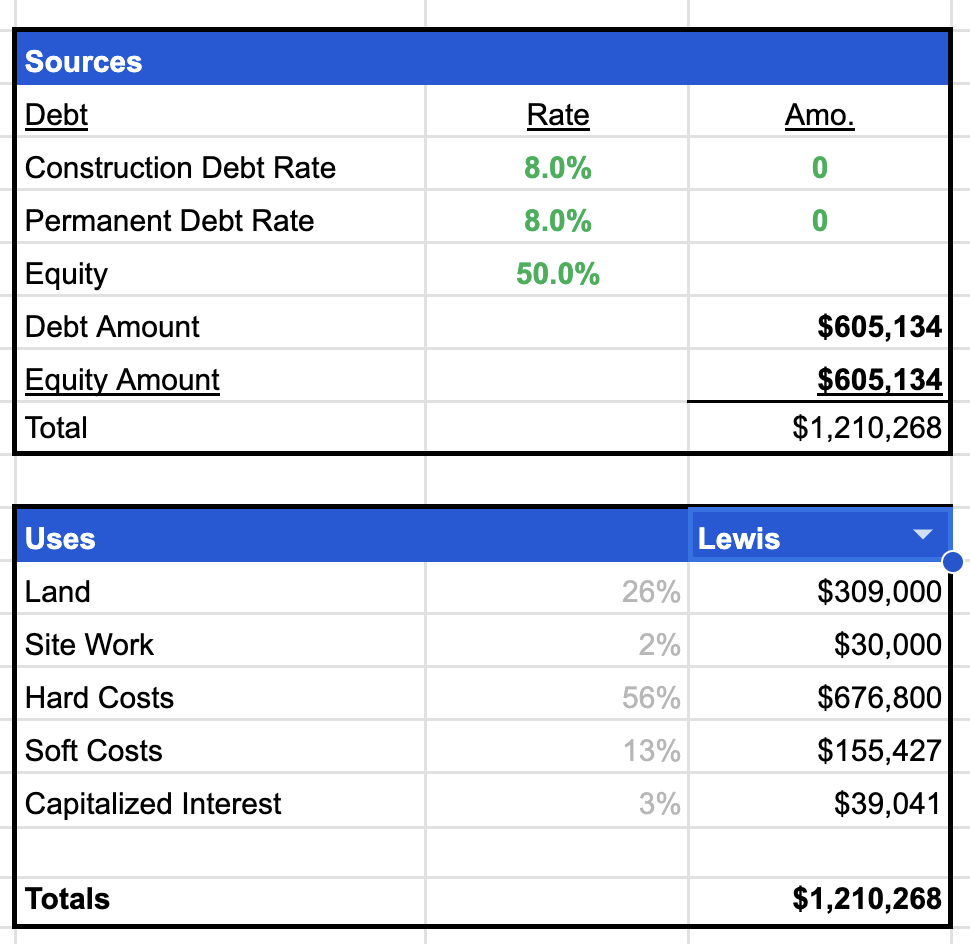 Sources
Debt Rate Amo.
Construction Debt Rate 8.0% 0
Permanent Debt Rate 8.0% 0
Equity 50.0%
Debt Amount $605,134
Equity Amount $605,134
Total $1,210,268
Uses Lewis
Land 26% $309,000
Site Work 2% $30,000
Hard Costs 56% $676,800
Soft Costs 13% $155,427
Capitalized Interest 3% $39,041
Totals $1,210,268